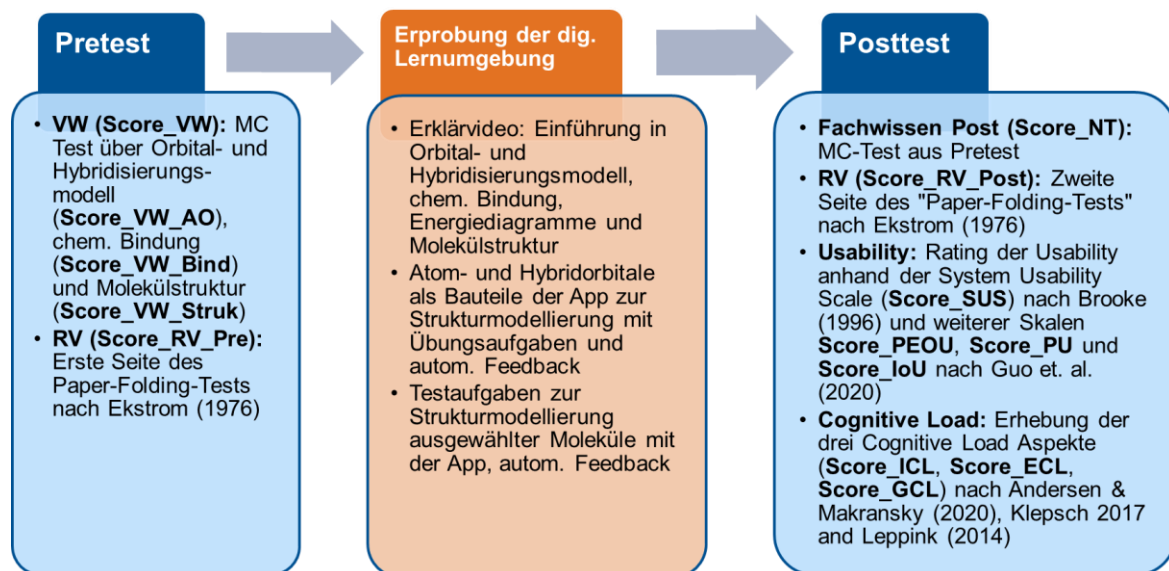 Pretest
• VW (Score_VW): MC
Test über Orbital- und
Hybridisierungs-
modell
(Score_VW_AO),
chem. Bindung
(Score_VW_Bind)
und Molekülstruktur
(Score_VW_Struk)
• RV (Score_RV_Pre):
Erste Seite des
Paper-Folding-Tests
nach Ekstrom (1976)
Erprobung der dig.
Lernumgebung
• Erklärvideo: Einführung in
Orbital- und
Hybridisierungsmodell,
chem. Bindung,
Energiediagramme und
Molekülstruktur
• Atom- und Hybridorbitale
als Bauteile der App zur
Strukturmodellierung mit
Übungsaufgaben und
autom. Feedback
• Testaufgaben zur
Strukturmodellierung
ausgewählter Moleküle mit
der App, autom. Feedback
Posttest
• Fachwissen Post (Score_NT):
MC-Test aus Pretest
• RV (Score_RV_Post): Zweite
Seite des "Paper-Folding-Tests"
nach Ekstrom (1976)
• Usability: Rating der Usability
anhand der System Usability
Scale (Score_SUS) nach Brooke
(1996) und weiterer Skalen
Score_PEOU, Score_PU und
Score_IoU nach Guo et. al.
(2020)
• Cognitive Load: Erhebung der
drei Cognitive Load Aspekte
(Score_ICL, Score_ECL,
Score_GCL) nach Andersen &
Makransky (2020), Klepsch 2017
and Leppink (2014)